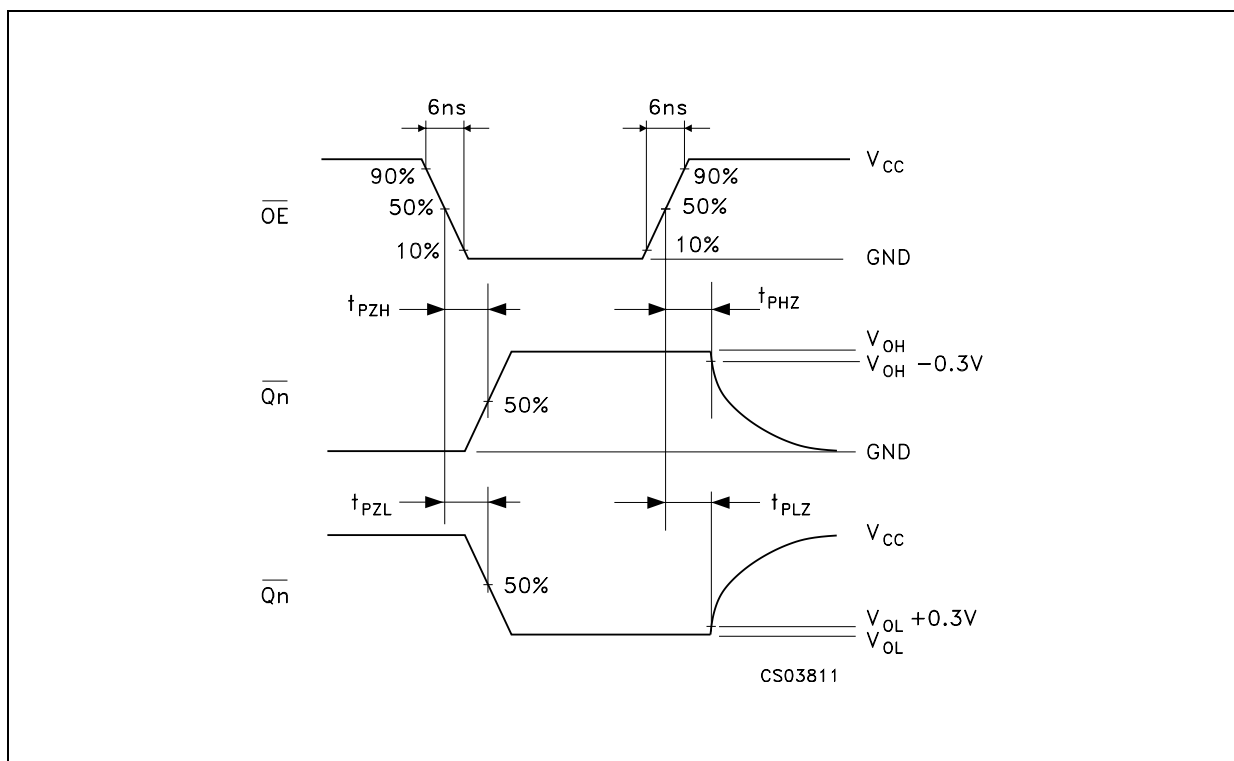 6ns 6ns
90% 90% V_CC
OE 50% 50%
10% 10% GND
t_PZH t_PHZ
V_OH
V_OH −0.3V
Qn 50%
GND
t_PZL t_PLZ
V_CC
Qn 50%
V_OL +0.3V
V_OL
CS03811